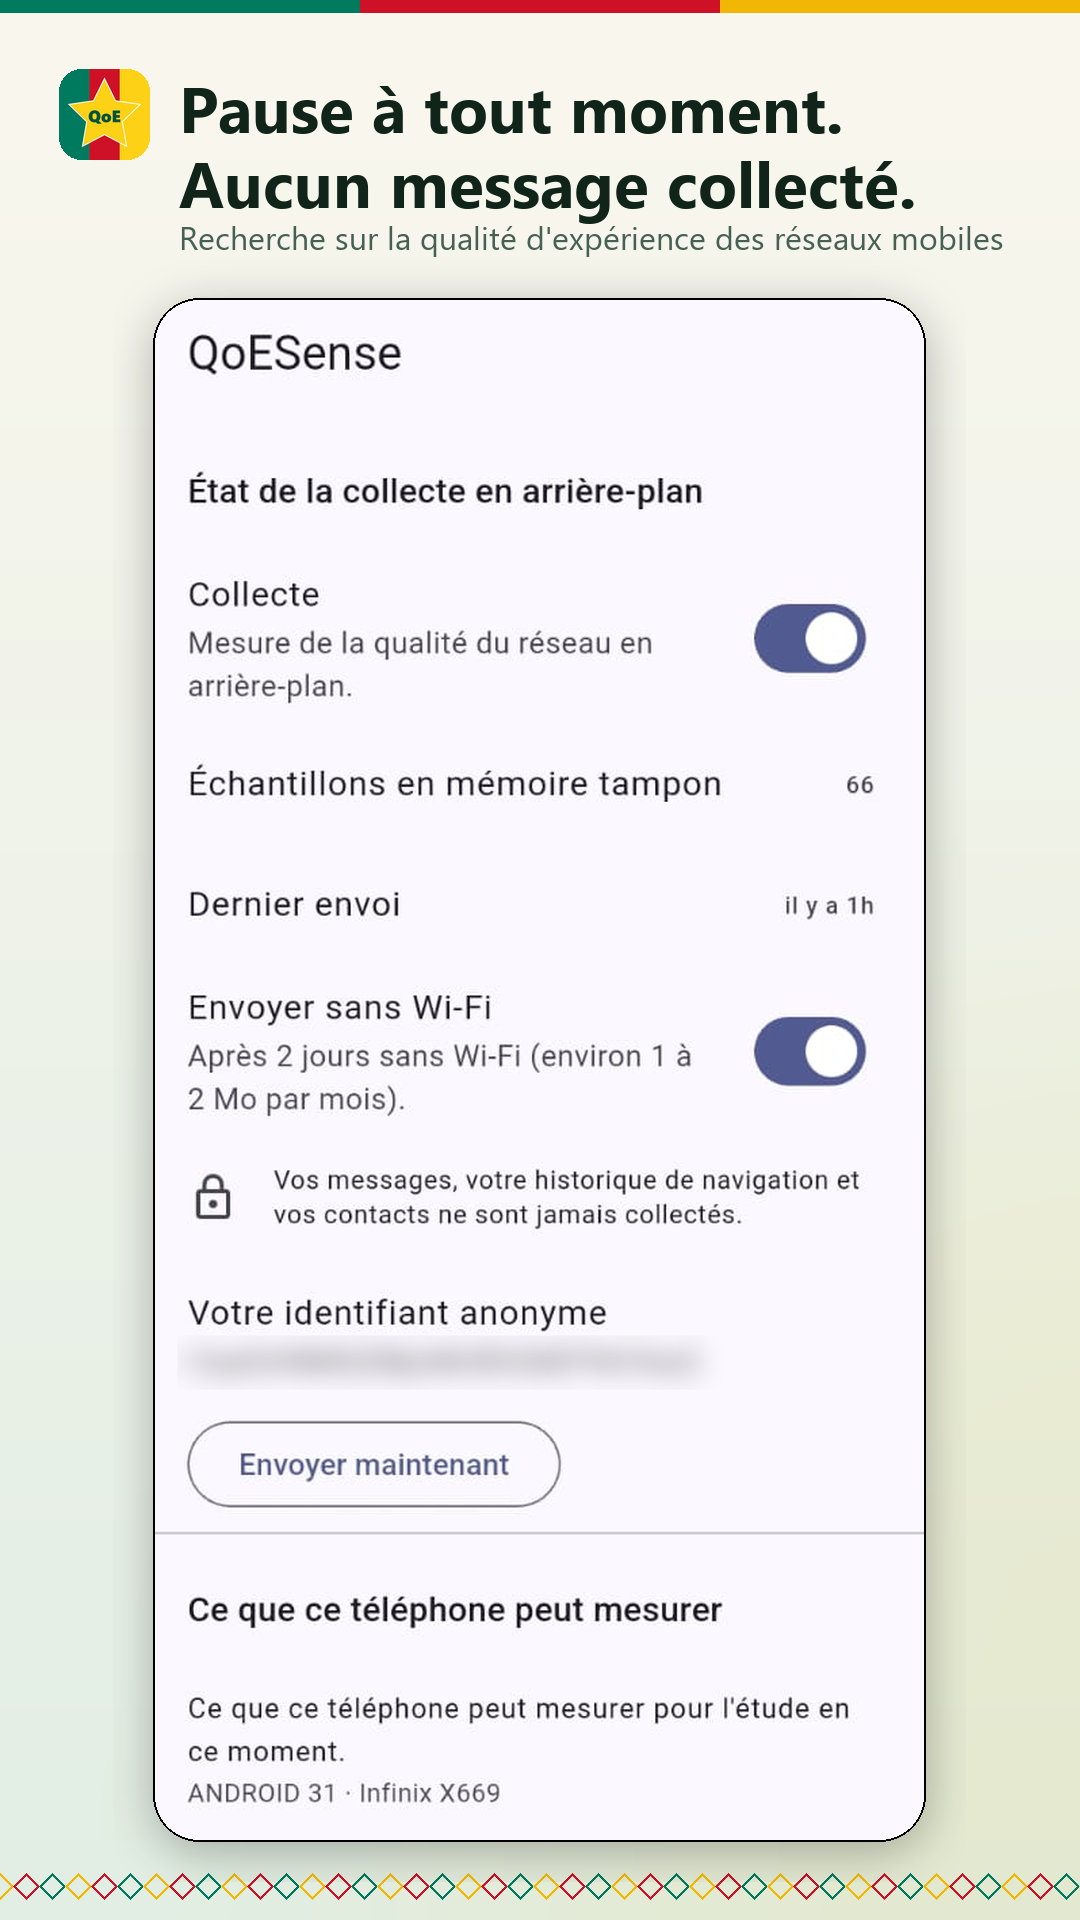 QoE
Pause à tout moment.
Aucun message collecté.
Recherche sur la qualité d'expérience des réseaux mobiles
QoESense
État de la collecte en arrière-plan
Collecte
Mesure de la qualité du réseau en
arrière-plan.
Échantillons en mémoire tampon 66
Dernier envoi il y a 1h
Envoyer sans Wi-Fi
Après 2 jours sans Wi-Fi (environ 1 à
2 Mo par mois).
Vos messages, votre historique de navigation et
vos contacts ne sont jamais collectés.
Votre identifiant anonyme
Envoyer maintenant
Ce que ce téléphone peut mesurer
Ce que ce téléphone peut mesurer pour l'étude en
ce moment.
ANDROID 31 · Infinix X669